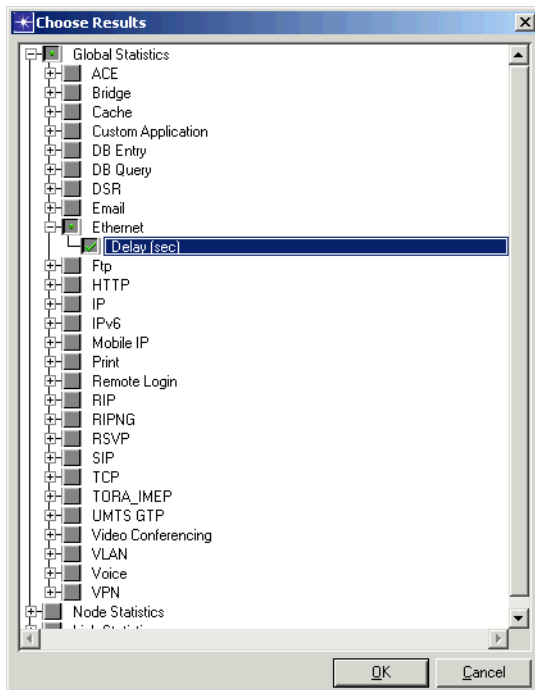 Choose Results
Global Statistics
ACE
Bridge
Cache
Custom Application
DB Entry
DB Query
DSR
Email
Ethernet
Delay (sec)
Ftp
HTTP
IP
IPv6
Mobile IP
Print
Remote Login
RIP
RIPNG
RSVP
SIP
TCP
TORA_IMEP
UMTS GTP
Video Conferencing
VLAN
Voice
VPN
Node Statistics
OK Cancel